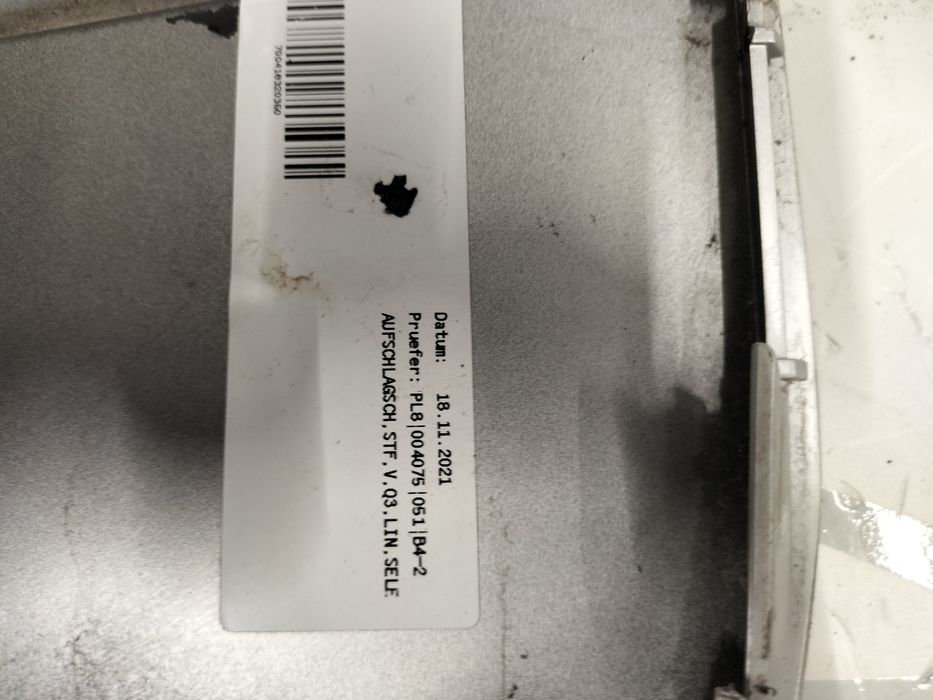 Datum: 18.11.2021
Pruefer: PL8|004075|051|B4-2
AUFSCHLAGSCH,STF,V,Q3,LIN,SELF